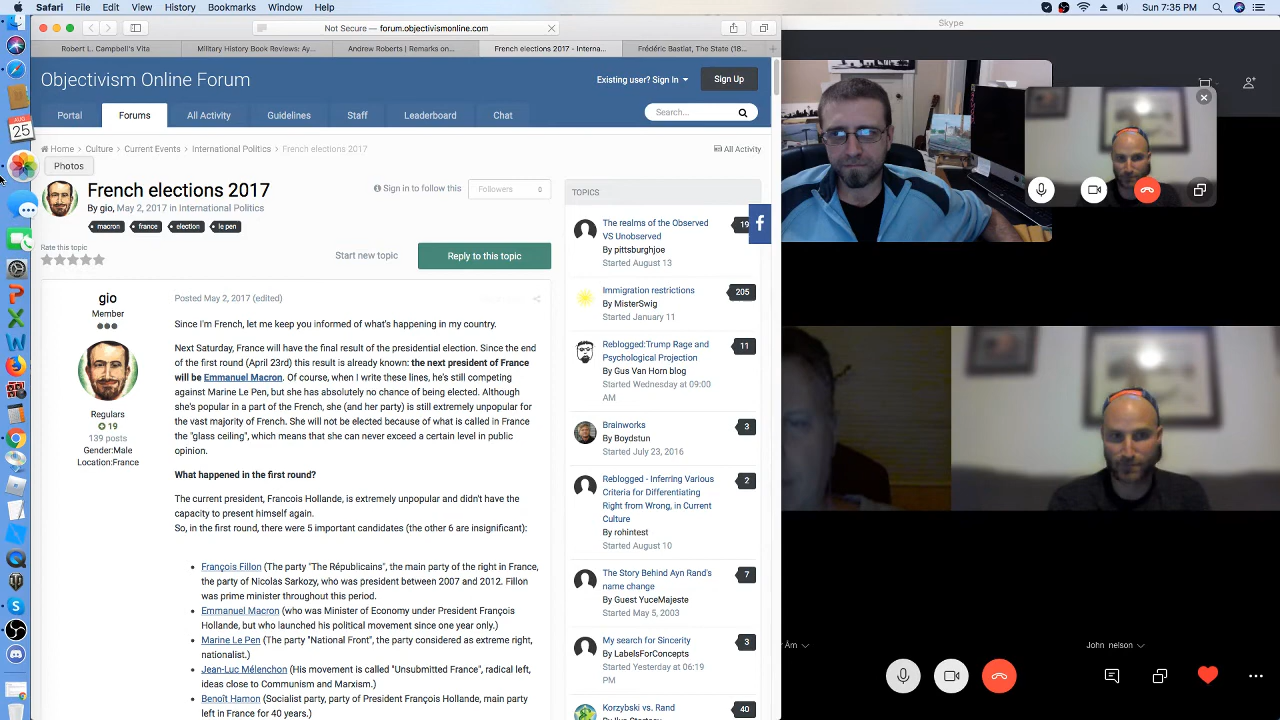 Safari File Edit View History Bookmarks Window Help
Sun 7:35 PM
Not Secure — forum.objectivismonline.com
Skype
Robert L. Campbell's Vita
Military History Book Reviews: Ay...
Andrew Roberts | Remarks on...
French elections 2017 - Interna...
Frédéric Bastiat, The State (18...
Objectivism Online Forum
Existing user? Sign In
Sign Up
Portal Forums All Activity Guidelines Staff Leaderboard Chat
Search...
Home Culture Current Events International Politics French elections 2017
All Activity
AUG
25
Photos
French elections 2017
By gio, May 2, 2017 in International Politics
macron france election le pen
Sign in to follow this
Followers 0
Rate this topic
Start new topic
Reply to this topic
gio
Member
Regulars
19
139 posts
Gender:Male
Location:France
Posted May 2, 2017 (edited)
Since I'm French, let me keep you informed of what's happening in my country.
Next Saturday, France will have the final result of the presidential election. Since the
end of the first round (April 23rd) this result is already known: the next president of France
will be Emmanuel Macron. Of course, when I write these lines, he's still competing
against Marine Le Pen, but she has absolutely no chance of being elected. Although
she's popular in a part of the French, she (and her party) is still extremely unpopular for
the vast majority of French. She will not be elected because of what is called in France
the "glass ceiling", which means that she can never exceed a certain level in public
opinion.
What happened in the first round?
The current president, Francois Hollande, is extremely unpopular and didn't have the
capacity to present himself again.
So, in the first round, there were 5 important candidates (the other 6 are insignificant):
François Fillon (The party "The Républicains", the main party of the right in France,
the party of Nicolas Sarkozy, who was president between 2007 and 2012. Fillon
was prime minister throughout this period.
Emmanuel Macron (who was Minister of Economy under President François
Hollande, but who launched his political movement since one year only.)
Marine Le Pen (The party "National Front", the party considered as extreme right,
nationalist.)
Jean-Luc Mélenchon (His movement is called "Unsubmitted France", radical left,
ideas close to Communism and Marxism.)
Benoît Hamon (Socialist party, party of President François Hollande, main party
left in France for 40 years.)
TOPICS
The realms of the Observed
VS Unobserved
By pittsburghjoe
Started August 13
19
Immigration restrictions
By MisterSwig
Started January 11
205
Reblogged:Trump Rage and
Psychological Projection
By Gus Van Horn blog
Started Wednesday at 09:00
AM
11
Brainworks
By Boydstun
Started July 23, 2016
3
Reblogged - Inferring Various
Criteria for Differentiating
Right from Wrong, in Current
Culture
By rohintest
Started August 10
2
The Story Behind Ayn Rand's
name change
By Guest YuceMajeste
Started May 5, 2003
7
My search for Sincerity
By LabelsForConcepts
Started Yesterday at 06:19
PM
3
Korzybski vs. Rand
40
Åm
John nelson